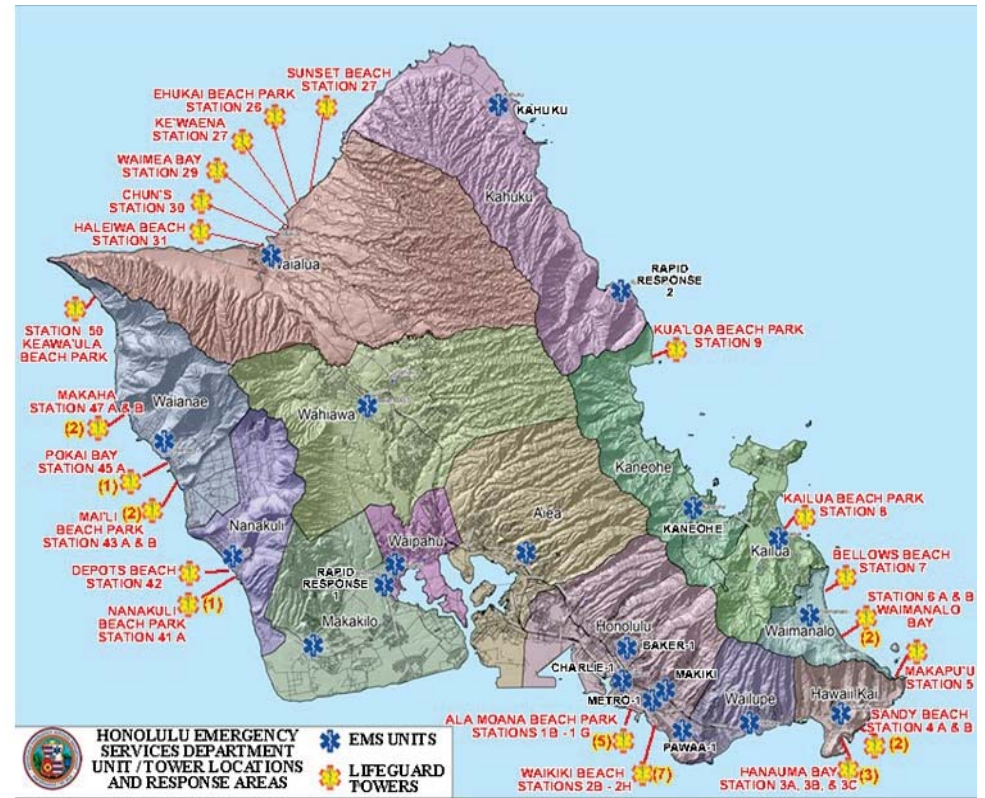 SUNSET BEACH
STATION 27
EHUKAI BEACH PARK
STATION 26
KE'WAENA
STATION 27
WAIMEA BAY
STATION 29
CHUN'S
STATION 30
HALEIWA BEACH
STATION 31
KAHUKU
Kahuku
Waialua
RAPID
RESPONSE
2
KUA'LOA BEACH PARK
STATION 9
STATION 50
KEAWA'ULA
BEACH PARK
Waianae
MAKAHA
STATION 47 A & B
(2)
Wahiawa
POKAI BAY
STATION 45 A
(1)
MAI'LI
BEACH PARK
STATION 43 A & B
(2)
Nanakuli
DEPOTS BEACH
STATION 42
NANAKULI
BEACH PARK
STATION 41 A
(1)
Waipahu
RAPID
RESPONSE
1
Makakilo
Aiea
Kaneohe
KANEOHE
KAILUA BEACH PARK
STATION 8
Kailua
BELLOWS BEACH
STATION 7
STATION 6 A & B
WAIMANALO
BAY
(2)
Waimanalo
MAKAPU'U
STATION 5
Honolulu
BAKER-1
CHARLIE-1
MAKIKI
METRO-1
Wailupe
Hawaii Kai
PAWAA-1
SANDY BEACH
STATION 4 A & B
(2)
ALA MOANA BEACH PARK
STATIONS 1B - 1 G
(5)
WAIKIKI BEACH
STATIONS 2B - 2H
(7)
HANAUMA BAY
STATION 3A, 3B, & 3C
(3)
HONOLULU EMERGENCY
SERVICES DEPARTMENT
UNIT / TOWER LOCATIONS
AND RESPONSE AREAS
EMS UNITS
LIFEGUARD
TOWERS